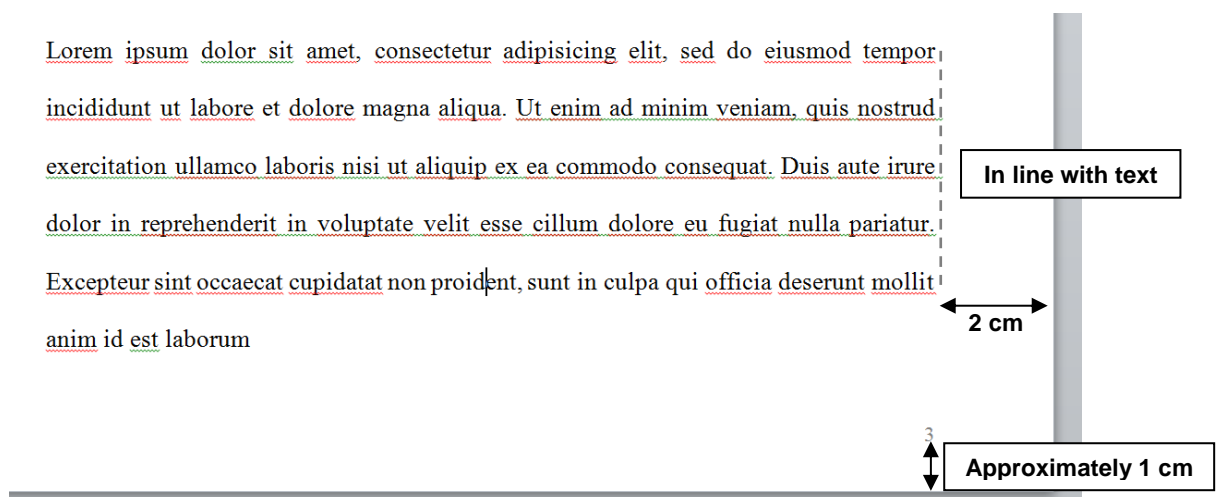 Lorem ipsum dolor sit amet, consectetur adipisicing elit, sed do eiusmod tempor
incididunt ut labore et dolore magna aliqua. Ut enim ad minim veniam, quis nostrud
exercitation ullamco laboris nisi ut aliquip ex ea commodo consequat. Duis aute irure
In line with text
dolor in reprehenderit in voluptate velit esse cillum dolore eu fugiat nulla pariatur.
Excepteur sint occaecat cupidatat non proident, sunt in culpa qui officia deserunt mollit
2 cm
anim id est laborum
3
Approximately 1 cm